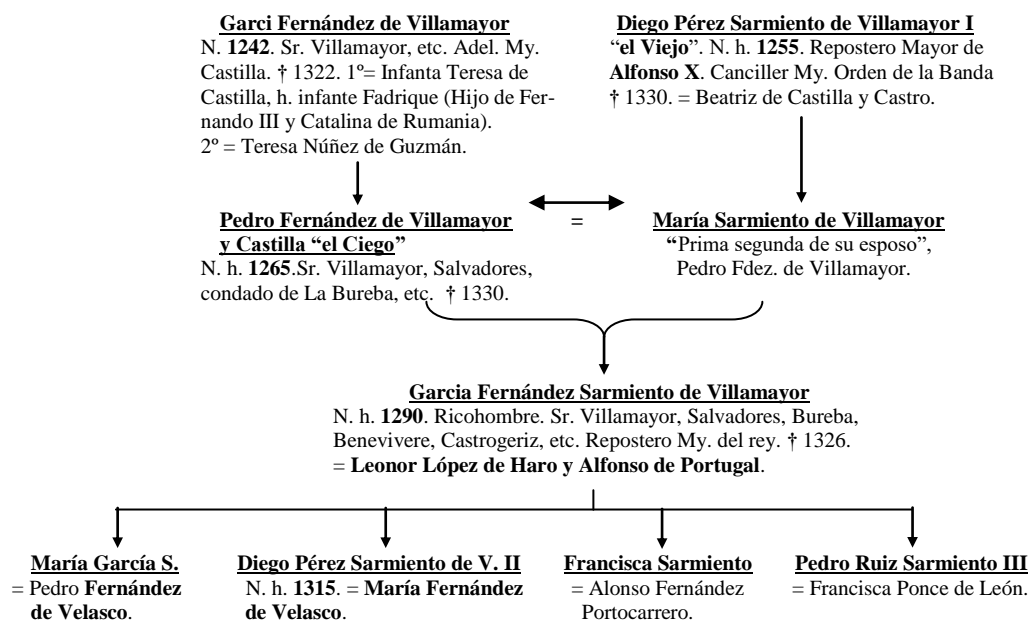 Garci Fernández de Villamayor
N. 1242. Sr. Villamayor, etc. Adel. My.
Castilla. † 1322. 1º= Infanta Teresa de
Castilla, h. infante Fadrique (Hijo de Fer-
nando III y Catalina de Rumania).
2º = Teresa Núñez de Guzmán.
Diego Pérez Sarmiento de Villamayor I
“el Viejo”. N. h. 1255. Repostero Mayor de
Alfonso X. Canciller My. Orden de la Banda
† 1330. = Beatriz de Castilla y Castro.
Pedro Fernández de Villamayor
y Castilla “el Ciego”
N. h. 1265.Sr. Villamayor, Salvadores,
condado de La Bureba, etc. † 1330.
=
María Sarmiento de Villamayor
“Prima segunda de su esposo”,
Pedro Fdez. de Villamayor.
Garcia Fernández Sarmiento de Villamayor
N. h. 1290. Ricohombre. Sr. Villamayor, Salvadores, Bureba,
Benevivere, Castrogeriz, etc. Repostero My. del rey. † 1326.
= Leonor López de Haro y Alfonso de Portugal.
María García S.
= Pedro Fernández
de Velasco.
Diego Pérez Sarmiento de V. II
N. h. 1315. = María Fernández
de Velasco.
Francisca Sarmiento
= Alonso Fernández
Portocarrero.
Pedro Ruiz Sarmiento III
= Francisca Ponce de León.